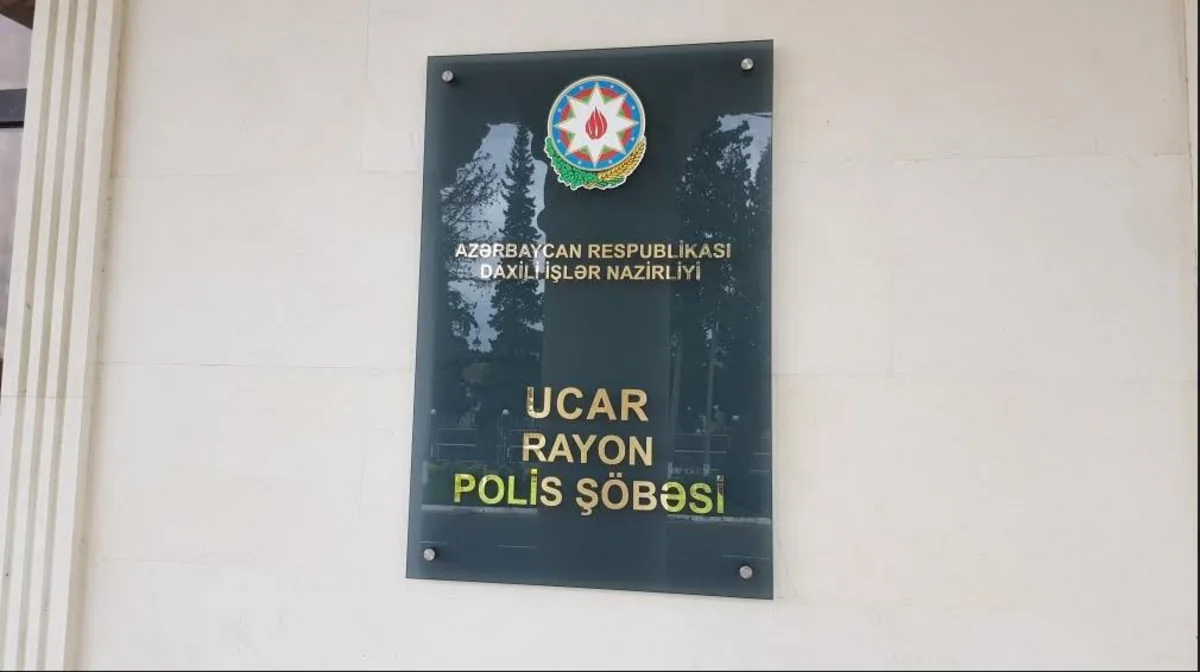 AZƏRBAYCAN RESPUBLİKASI
DAXİLİ İŞLƏR NAZİRLİYİ
UCAR
RAYON
POLİS ŞÖBƏSİ